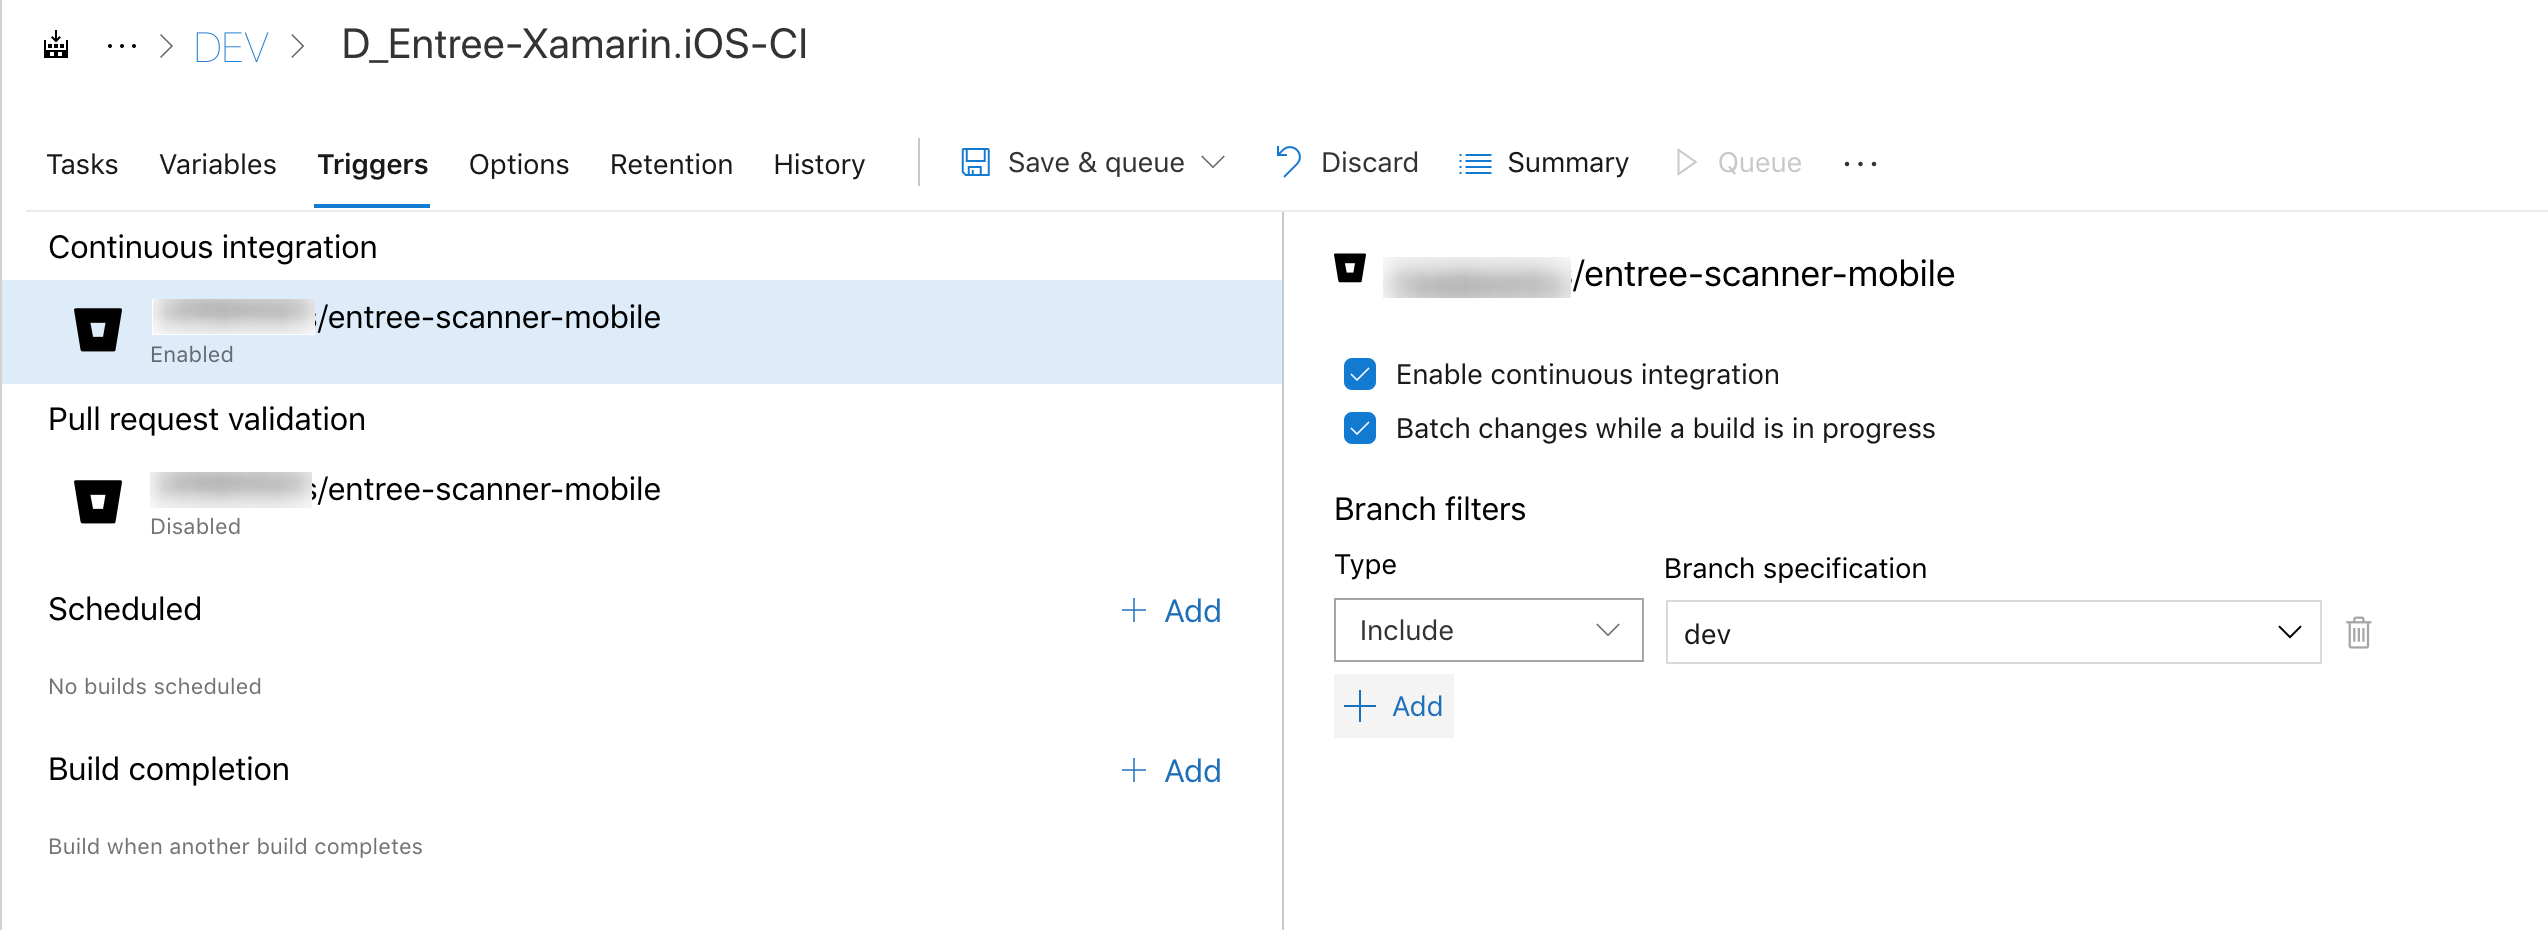 ··· > DEV > D_Entree-Xamarin.iOS-CI
Tasks Variables Triggers Options Retention History Save & queue Discard Summary Queue ···
Continuous integration
/entree-scanner-mobile
Enabled
Pull request validation
/entree-scanner-mobile
Disabled
Scheduled + Add
No builds scheduled
Build completion + Add
Build when another build completes
/entree-scanner-mobile
Enable continuous integration
Batch changes while a build is in progress
Branch filters
Type Branch specification
Include dev
+ Add